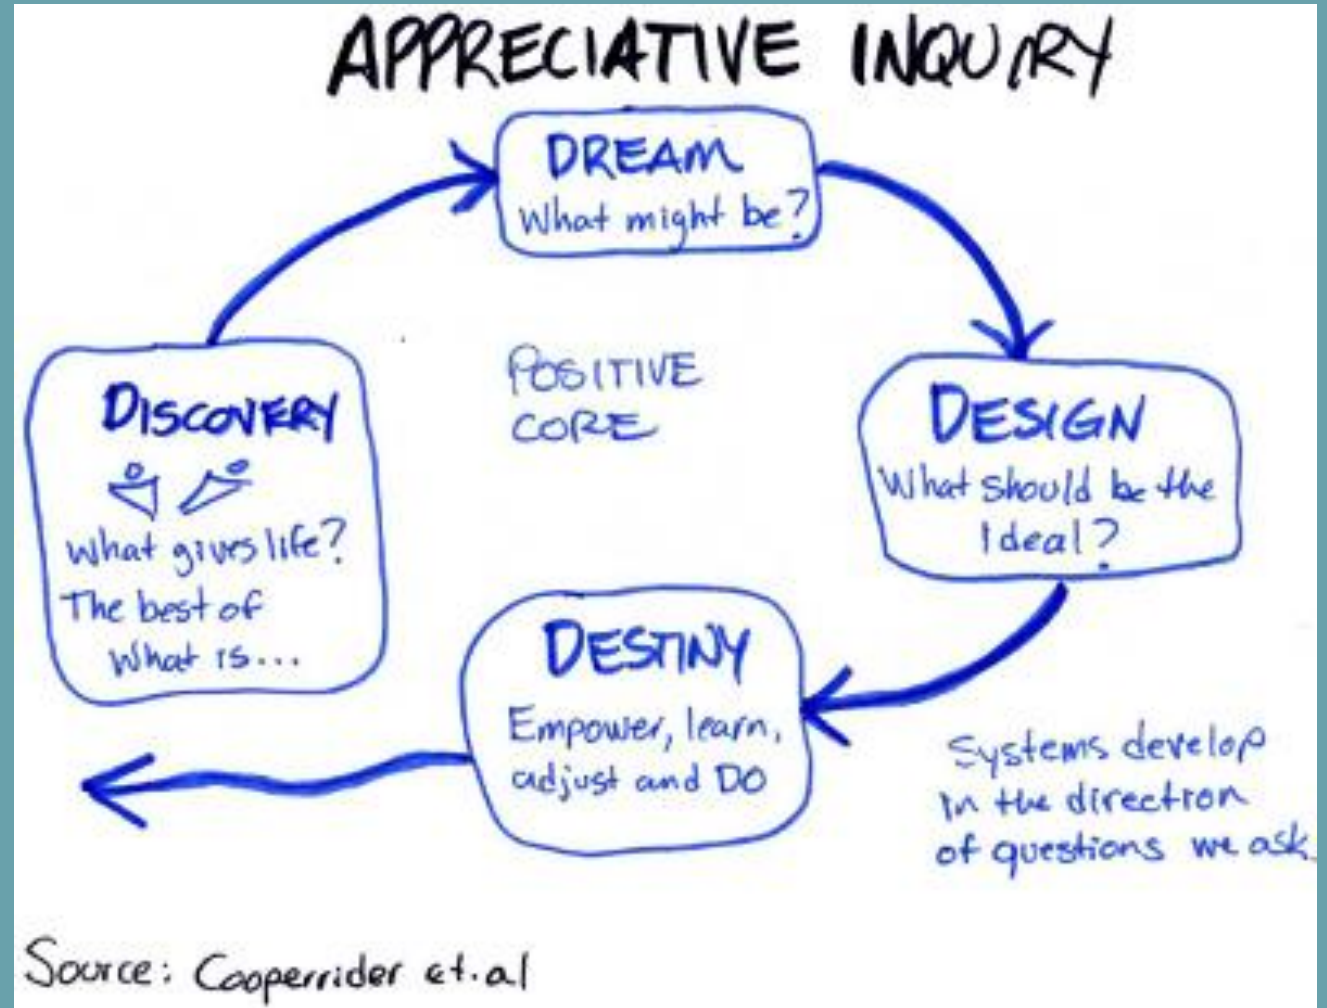 APPRECIATIVE INQUIRY
DREAM
What might be?
POSITIVE
CORE
DISCOVERY
What gives life?
The best of
What is...
DESIGN
What should be the
Ideal?
DESTINY
Empower, learn,
adjust and DO
Systems develop
in the direction
of questions we ask.
Source: Cooperrider et.al